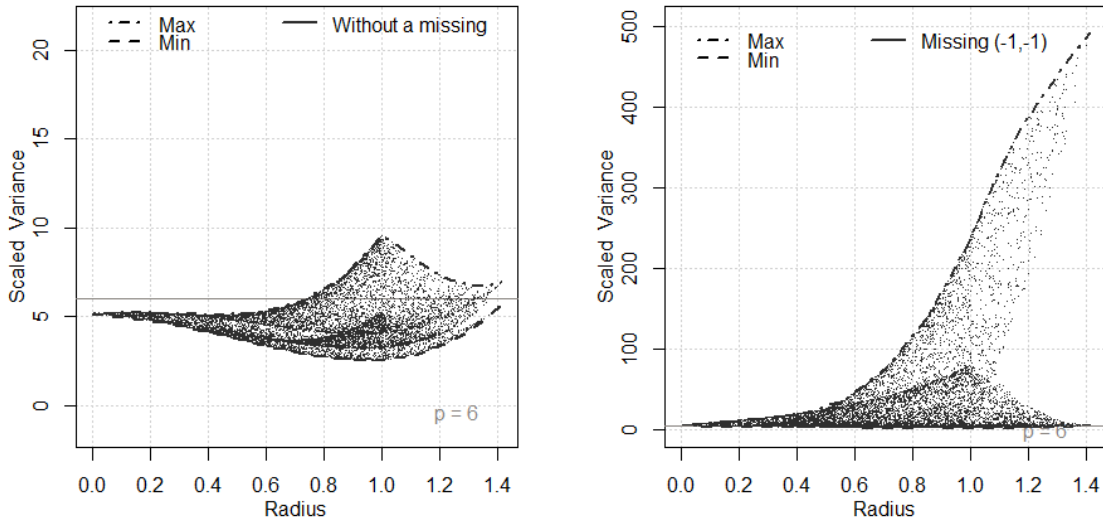 Max
Min
Without a missing
20
15
10
5
0
Scaled Variance
p = 6
0.0 0.2 0.4 0.6 0.8 1.0 1.2 1.4
Radius
Max
Min
Missing (-1,-1)
500
400
300
200
100
0
Scaled Variance
p = 6
0.0 0.2 0.4 0.6 0.8 1.0 1.2 1.4
Radius